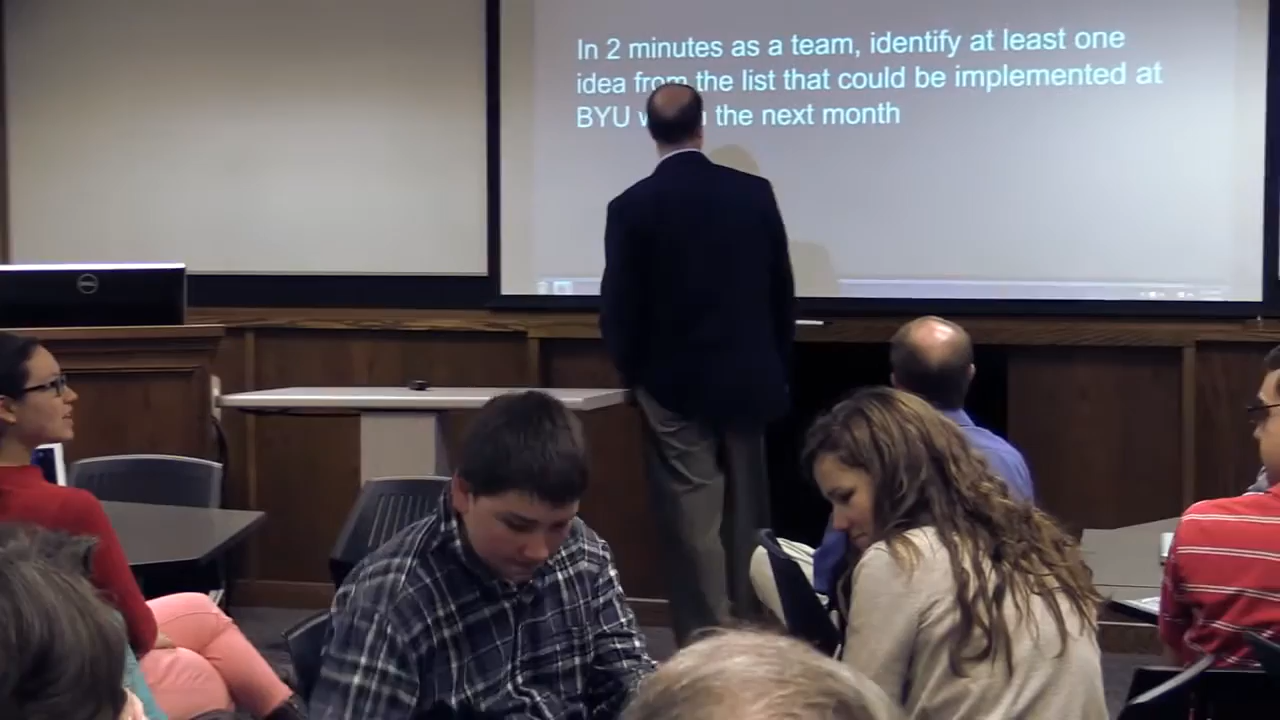 In 2 minutes as a team, identify at least one
idea from the list that could be implemented at
BYU the next month
DELL